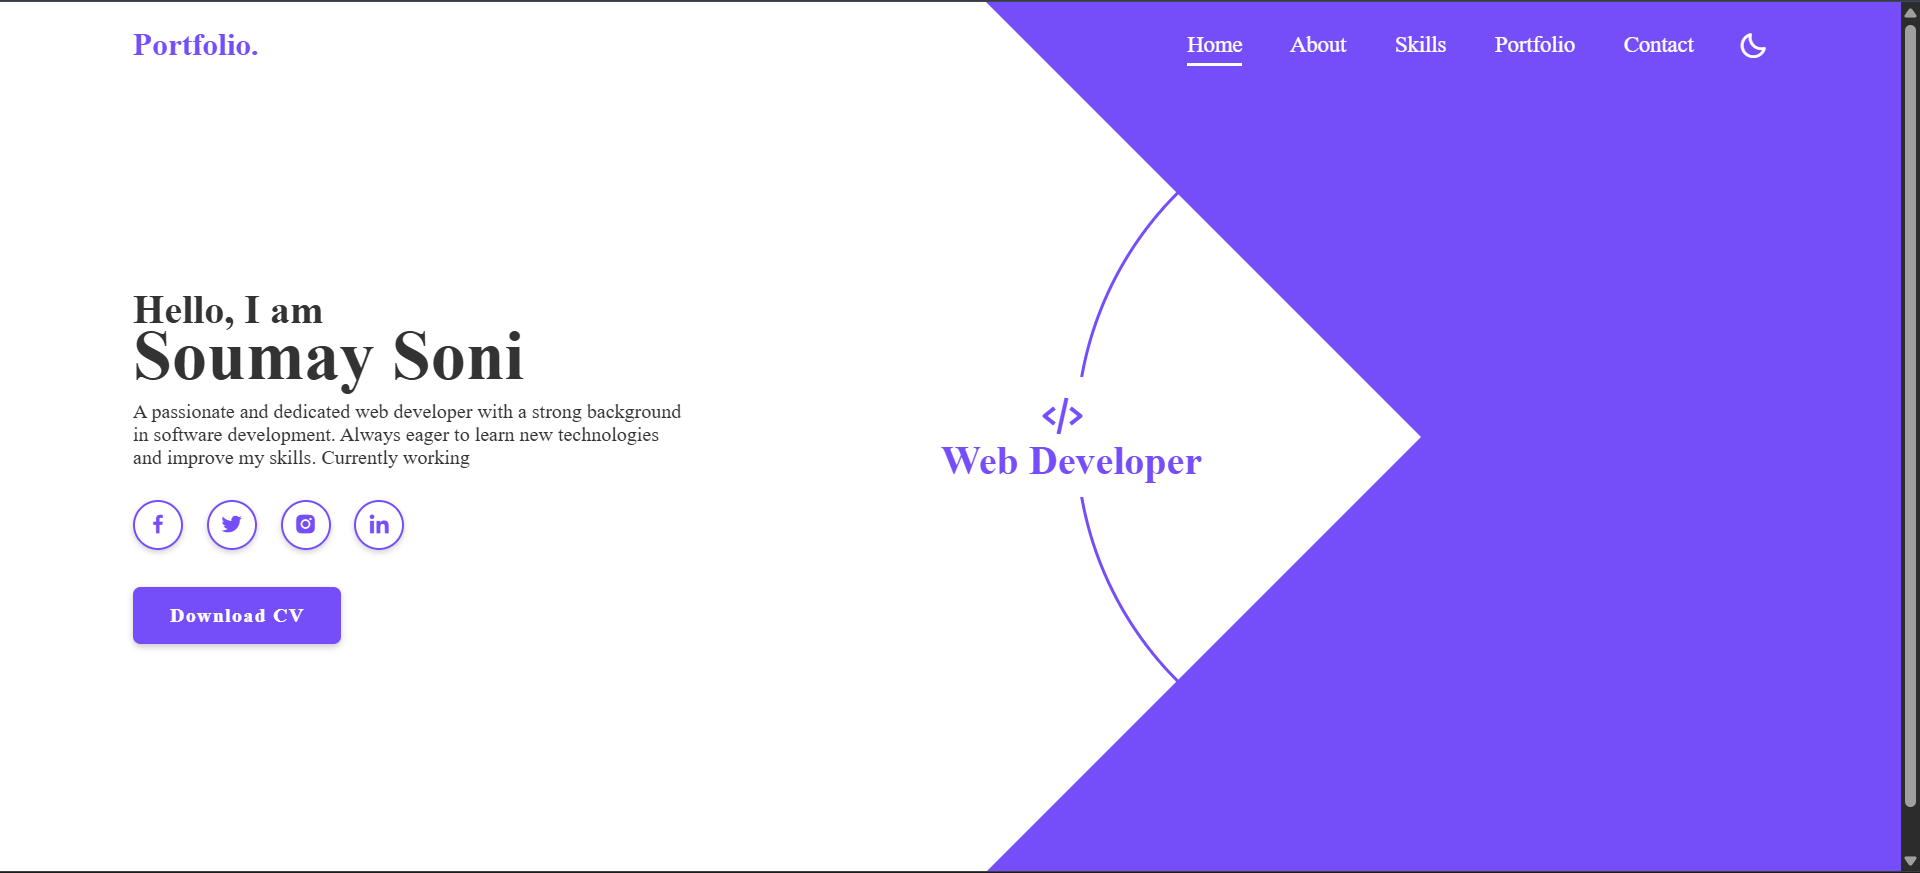 Portfolio.
Home About Skills Portfolio Contact
Hello, I am
Soumay Soni
A passionate and dedicated web developer with a strong background
in software development. Always eager to learn new technologies
and improve my skills. Currently working
</>
Web Developer
Download CV